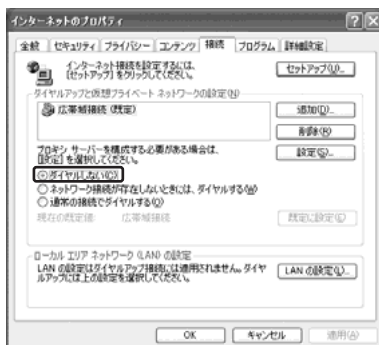 インターネットのプロパティ
全般 セキュリティ プライバシー コンテンツ 接続 プログラム 詳細設定
インターネット接続を設定するには、
[セットアップ] をクリックしてください。
セットアップ(U)...
ダイヤルアップと仮想プライベート ネットワークの設定(N)
広帯域接続 (既定)
追加(D)...
削除(R)
プロキシ サーバーを構成する必要がある場合は、
[設定] を選択してください。
設定(S)...
ダイヤルしない(C)
ネットワーク接続が存在しないときには、ダイヤルする(W)
通常の接続でダイヤルする(O)
現在の既定値: 広帯域接続
既定に設定(E)
ローカル エリア ネットワーク (LAN) の設定
LAN の設定はダイヤルアップ接続には適用されません。ダイヤ
ルアップには上の設定を選択してください。
LAN の設定(L)...
OK キャンセル 適用(A)